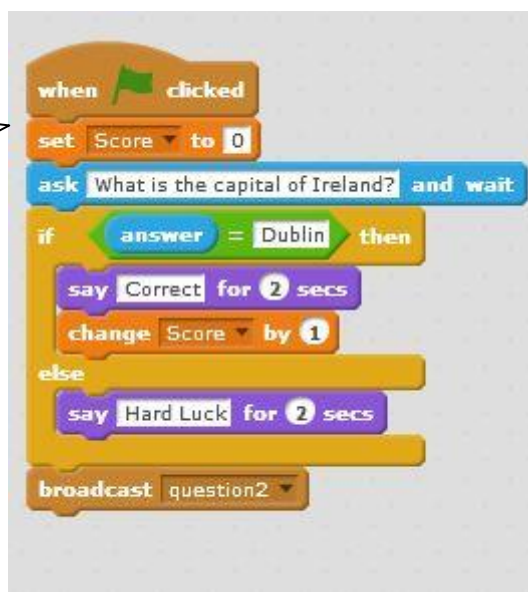 when clicked
set Score to 0
ask What is the capital of Ireland? and wait
if answer = Dublin then
say Correct for 2 secs
change Score by 1
else
say Hard Luck for 2 secs
broadcast question2